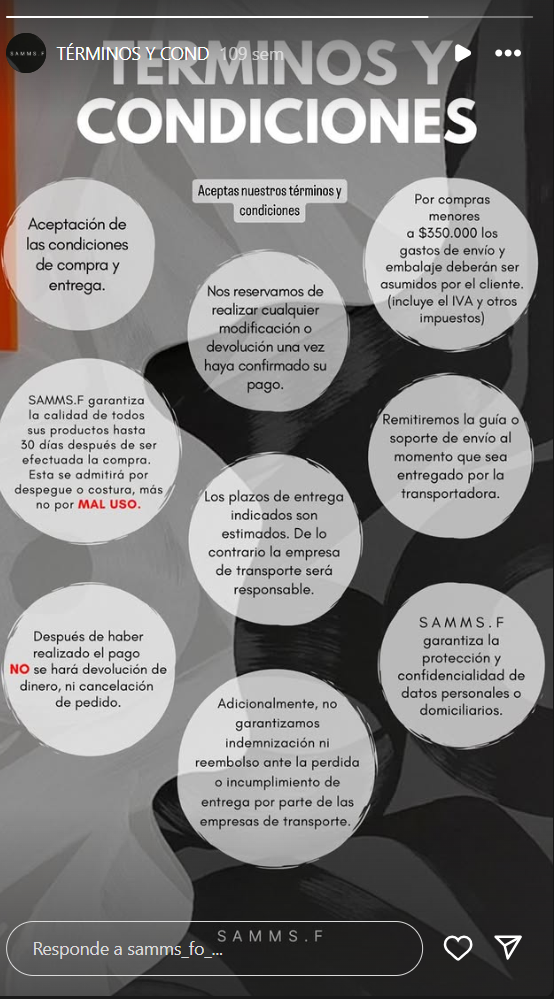 SAMMS.F
TÉRMINOS Y COND 109 sem
TÉRMINOS Y
CONDICIONES
Aceptas nuestros términos y
condiciones
Aceptación de
las condiciones
de compra y
entrega.
Nos reservamos de
realizar cualquier
modificación o
devolución una vez
haya confirmado su
pago.
Por compras
menores
a $350.000 los
gastos de envío y
embalaje deberán ser
asumidos por el cliente.
(incluye el IVA y otros
impuestos)
SAMMS.F garantiza
la calidad de todos
sus productos hasta
30 días después de ser
efectuada la compra.
Esta se admitirá por
despegue o costura, más
no por MAL USO.
Los plazos de entrega
indicados son
estimados. De lo
contrario la empresa
de transporte será
responsable.
Remitiremos la guía o
soporte de envío al
momento que sea
entregado por la
transportadora.
Después de haber
realizado el pago
NO se hará devolución de
dinero, ni cancelación
de pedido.
Adicionalmente, no
garantizamos
indemnización ni
reembolso ante la perdida
o incumplimiento de
entrega por parte de las
empresas de transporte.
SAMMS.F
garantiza la
protección y
confidencialidad de
datos personales o
domiciliarios.
SAMMS.F
Responde a samms_fo_...